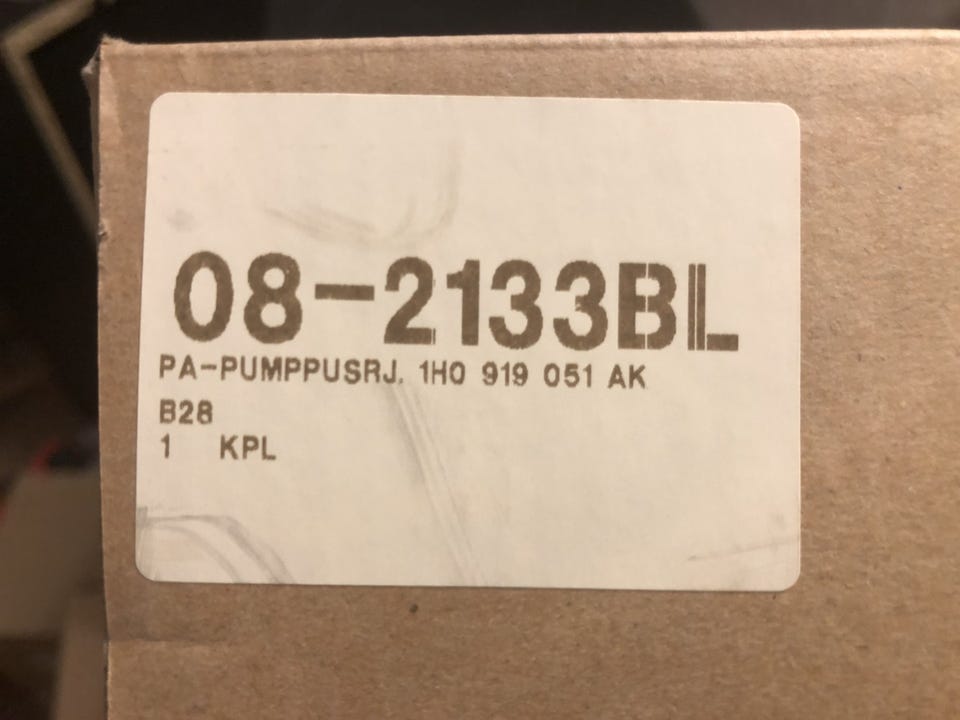 08-2133BL
PA-PUMPPUSRJ. 1H0 919 051 AK
B28
1 KPL